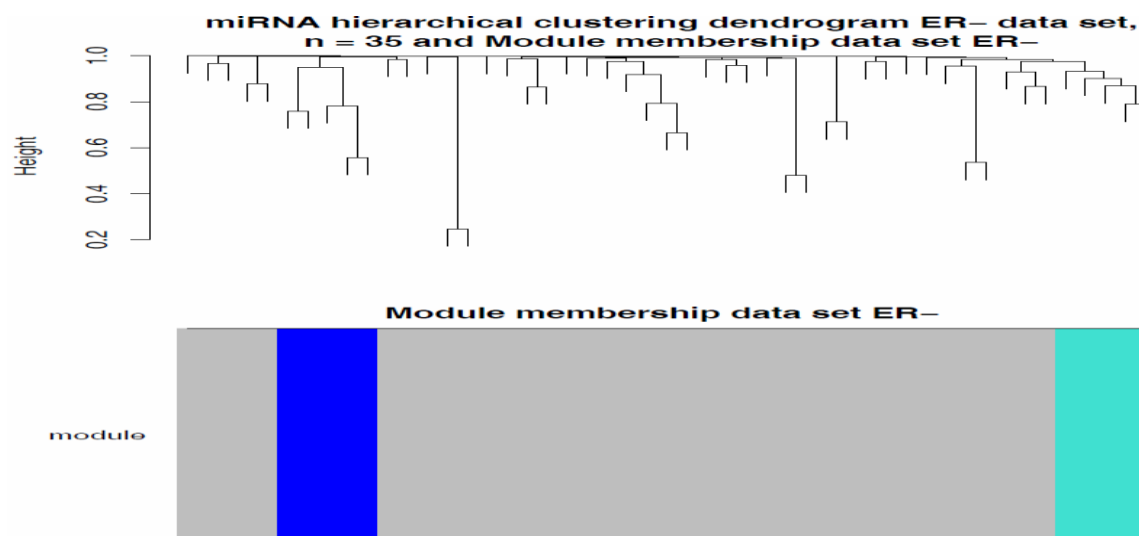 miRNA hierarchical clustering dendrogram ER− data set,
n = 35 and Module membership data set ER−
1.0
0.8
0.6
0.4
0.2
Height
Module membership data set ER−
module